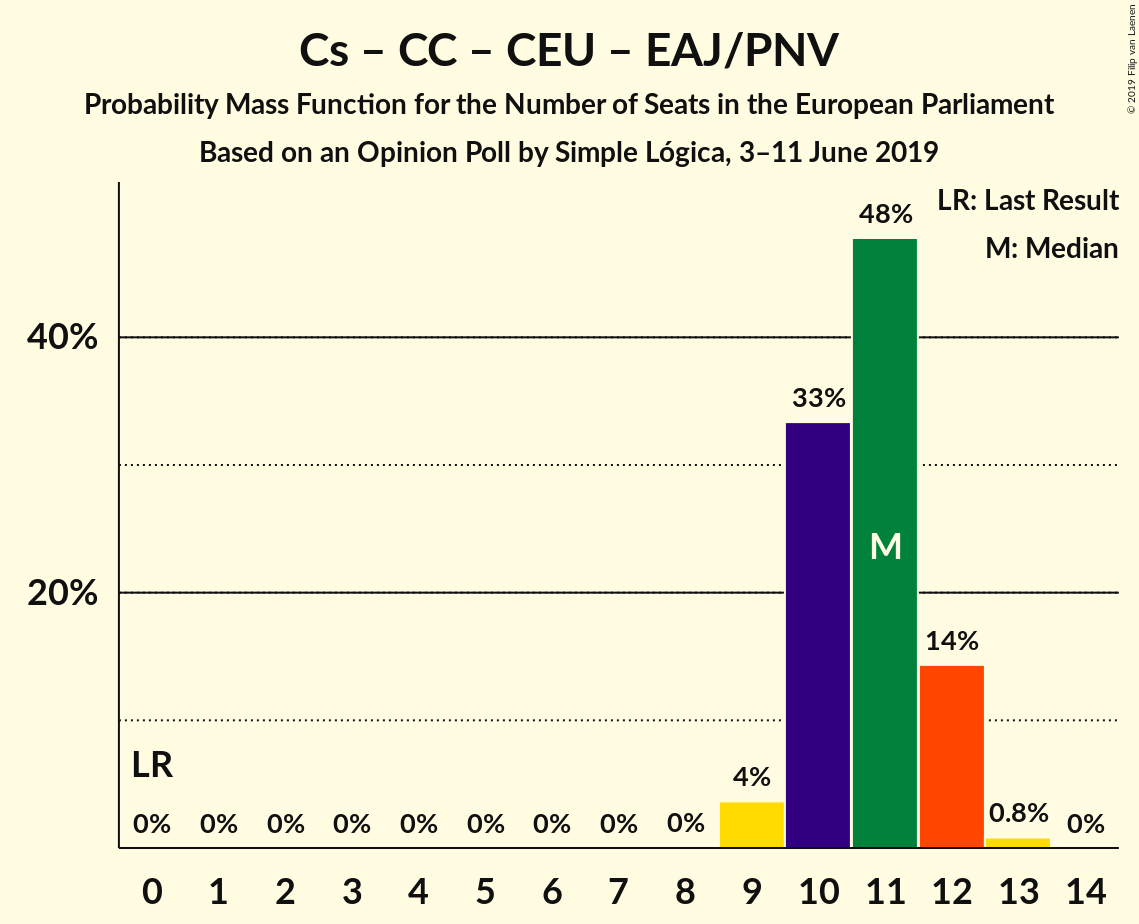 Cs – CC – CEU – EAJ/PNV
Probability Mass Function for the Number of Seats in the European Parliament
Based on an Opinion Poll by Simple Lógica, 3–11 June 2019
© 2019 Filip van Laenen
LR: Last Result
M: Median
48%
40%
33%
M
20%
14%
LR
4%
0% 0% 0% 0% 0% 0% 0% 0% 0% 0.8% 0%
0 1 2 3 4 5 6 7 8 9 10 11 12 13 14